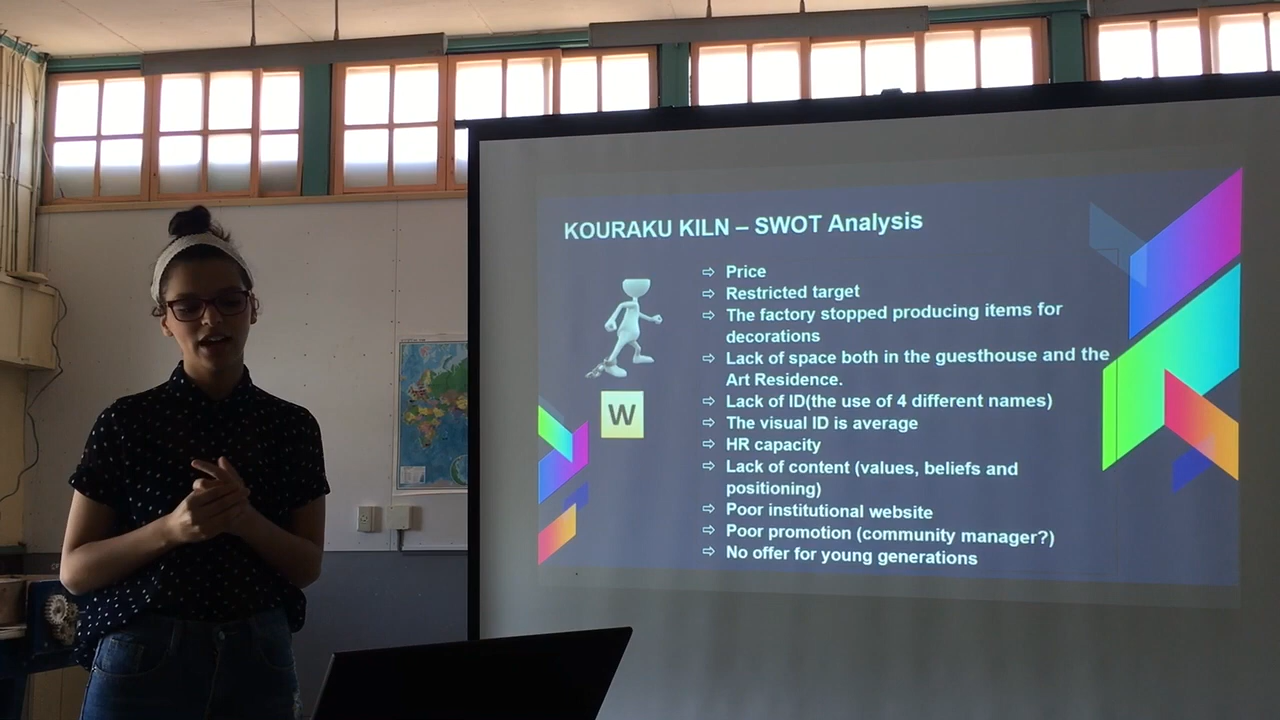 KOURAKU KILN – SWOT Analysis
⇨ Price
⇨ Restricted target
⇨ The factory stopped producing items for
decorations
⇨ Lack of space both in the guesthouse and the
Art Residence.
⇨ Lack of ID(the use of 4 different names)
W
⇨ The visual ID is average
⇨ HR capacity
⇨ Lack of content (values, beliefs and
positioning)
⇨ Poor institutional website
⇨ Poor promotion (community manager?)
⇨ No offer for young generations